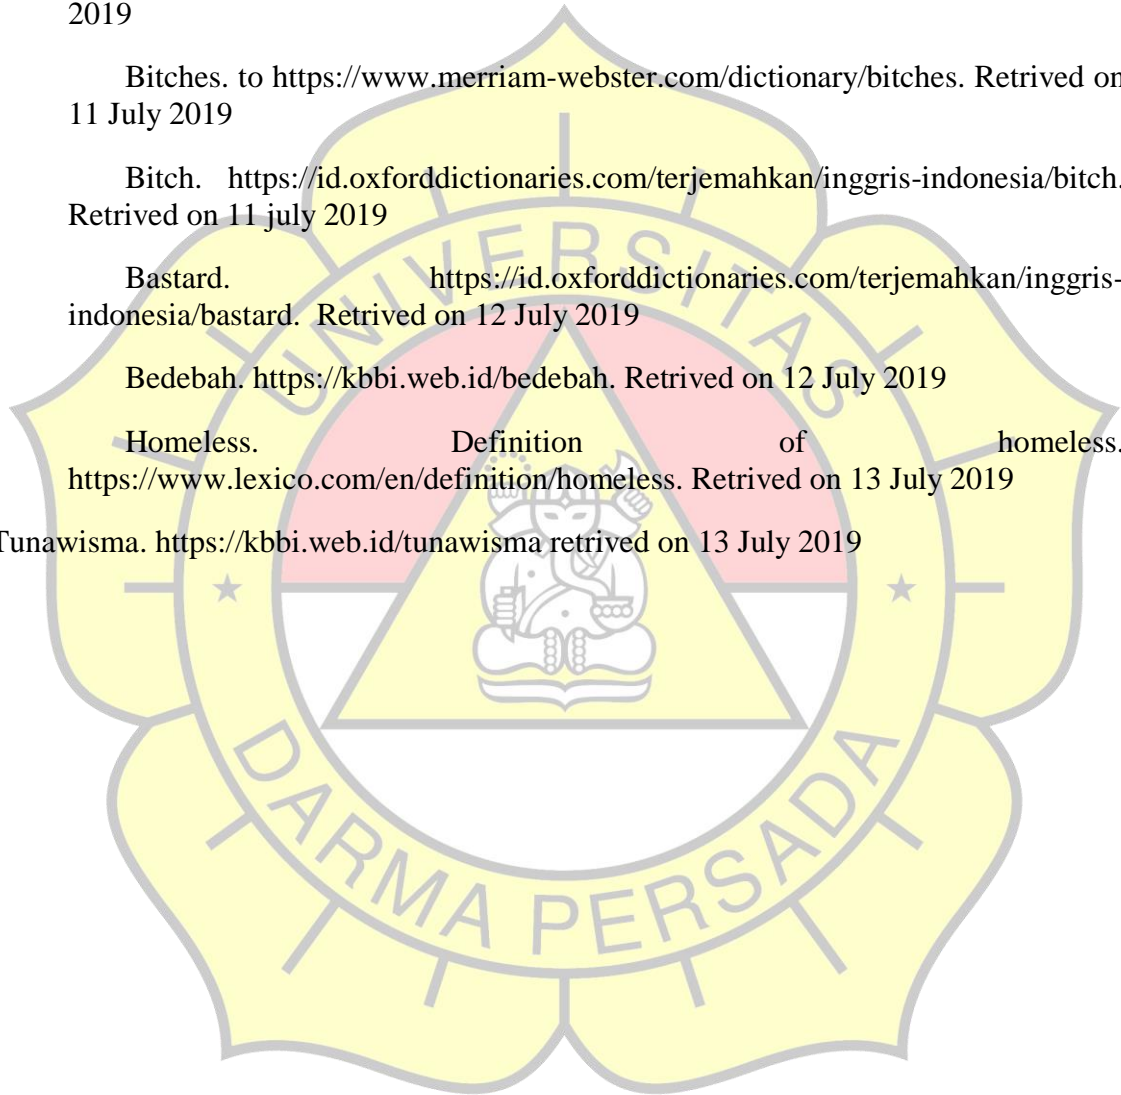 2019
Bitches. to https://www.merriam-webster.com/dictionary/bitches. Retrived on
11 July 2019
Bitch. https://id.oxforddictionaries.com/terjemahkan/inggris-indonesia/bitch.
Retrived on 11 july 2019
Bastard. https://id.oxforddictionaries.com/terjemahkan/inggris-
indonesia/bastard. Retrived on 12 July 2019
Bedebah. https://kbbi.web.id/bedebah. Retrived on 12 July 2019
Homeless. Definition of homeless.
https://www.lexico.com/en/definition/homeless. Retrived on 13 July 2019
Tunawisma. https://kbbi.web.id/tunawisma retrived on 13 July 2019
UNIVERSITAS
DARMA PERSADA